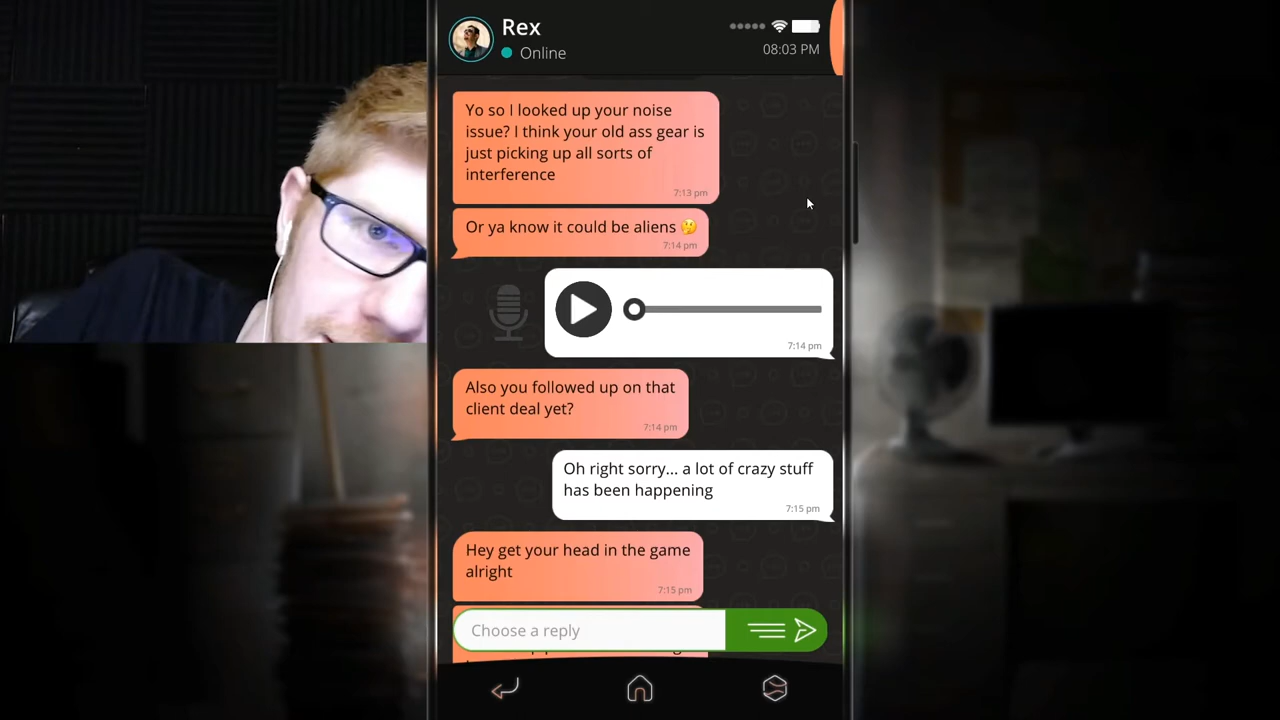 Rex
Online
08:03 PM
Yo so I looked up your noise
issue? I think your old ass gear is
just picking up all sorts of
interference
7:13 pm
Or ya know it could be aliens 🤔
7:14 pm
7:14 pm
Also you followed up on that
client deal yet?
7:14 pm
Oh right sorry... a lot of crazy stuff
has been happening
7:15 pm
Hey get your head in the game
alright
7:15 pm
Choose a reply